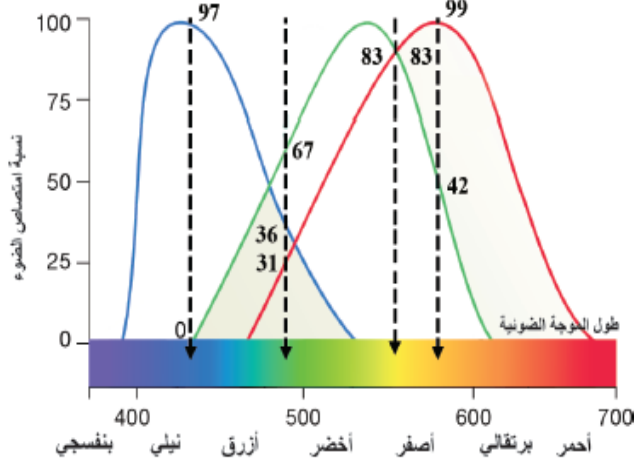 100
97
99
83
83
75
67
نسبة امتصاص الضوء
50
42
36
25
31
0
0
طول الموجة الضوئية
400
500
600
700
بنفسجي
نيلي
أزرق
أخضر
أصفر
برتقالي
أحمر